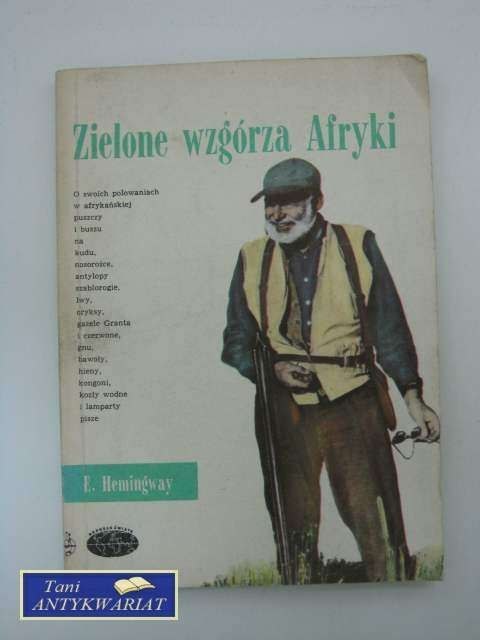 Zielone wzgórza Afryki
O swoich polowaniach
w afrykańskiej
puszczy
i buszu
na
kudu,
nosorożce,
antylopy
szablorogie,
lwy,
oryksy,
gazele Granta
i czerwone,
gnu,
bawoły,
hieny,
kongoni,
kozły wodne
i lamparty
pisze
E. Hemingway
Tani
ANTYKWARIAT